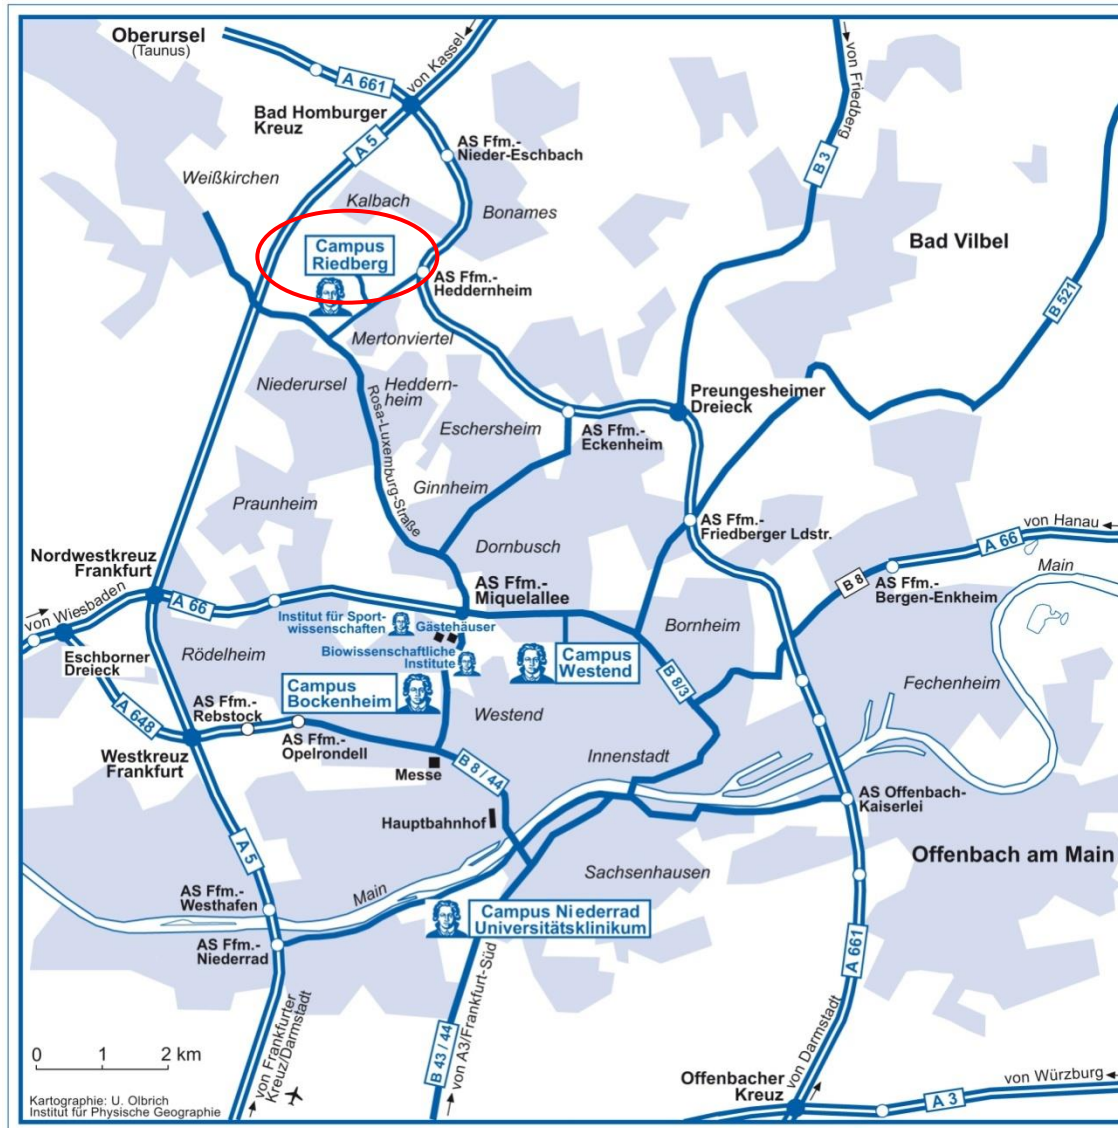 Oberursel
(Taunus)
A 661
von Kassel
von Friedberg
Bad Homburger
Kreuz
A 5
AS Ffm.-
Nieder-Eschbach
B 3
Weißkirchen
Kalbach
Bonames
Bad Vilbel
Campus
Riedberg
AS Ffm.-
Heddernheim
B 521
Mertonviertel
Niederursel
Heddern-
heim
Rosa-Luxemburg-Straße
Preungesheimer
Dreieck
Eschersheim
AS Ffm.-
Eckenheim
Ginnheim
Praunheim
AS Ffm.-
Friedberger Ldstr.
von Hanau
A 66
Dornbusch
Nordwestkreuz
Frankfurt
AS Ffm.-
Miquelallee
B 8
AS Ffm.-
Bergen-Enkheim
Main
von Wiesbaden
A 66
Institut für Sport-
wissenschaften
Gästehäuser
Bornheim
Biowissenschaftliche
Institute
Campus
Westend
Eschborner
Dreieck
Rödelheim
B 8/3
Fechenheim
Campus
Bockenheim
A 648
AS Ffm.-
Rebstock
Westend
AS Ffm.-
Opelrondell
Innenstadt
Westkreuz
Frankfurt
Messe
B 8 / 44
AS Offenbach-
Kaiserlei
Hauptbahnhof
A 5
Offenbach am Main
Sachsenhausen
Main
AS Ffm.-
Westhafen
Campus Niederrad
Universitätsklinikum
AS Ffm.-
Niederrad
A 661
von Frankfurter
Kreuz/Darmstadt
B 43 / 44
von A3/Frankfurt-Süd
von Darmstadt
0 1 2 km
Offenbacher
Kreuz
von Würzburg
A 3
Kartographie: U. Olbrich
Institut für Physische Geographie